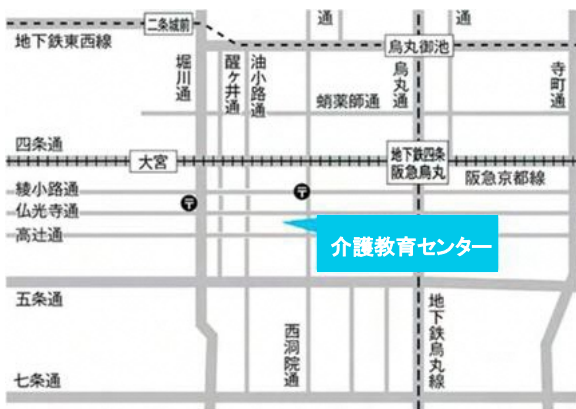 通
通
二条城前
地下鉄東西線
烏丸御池
堀川通
醒ヶ井通
油小路通
烏丸通
寺町通
蛸薬師通
四条通
大宮
地下鉄四条
阪急烏丸
阪急京都線
綾小路通
仏光寺通
高辻通
介護教育センター
五条通
西洞院通
地下鉄烏丸線
七条通